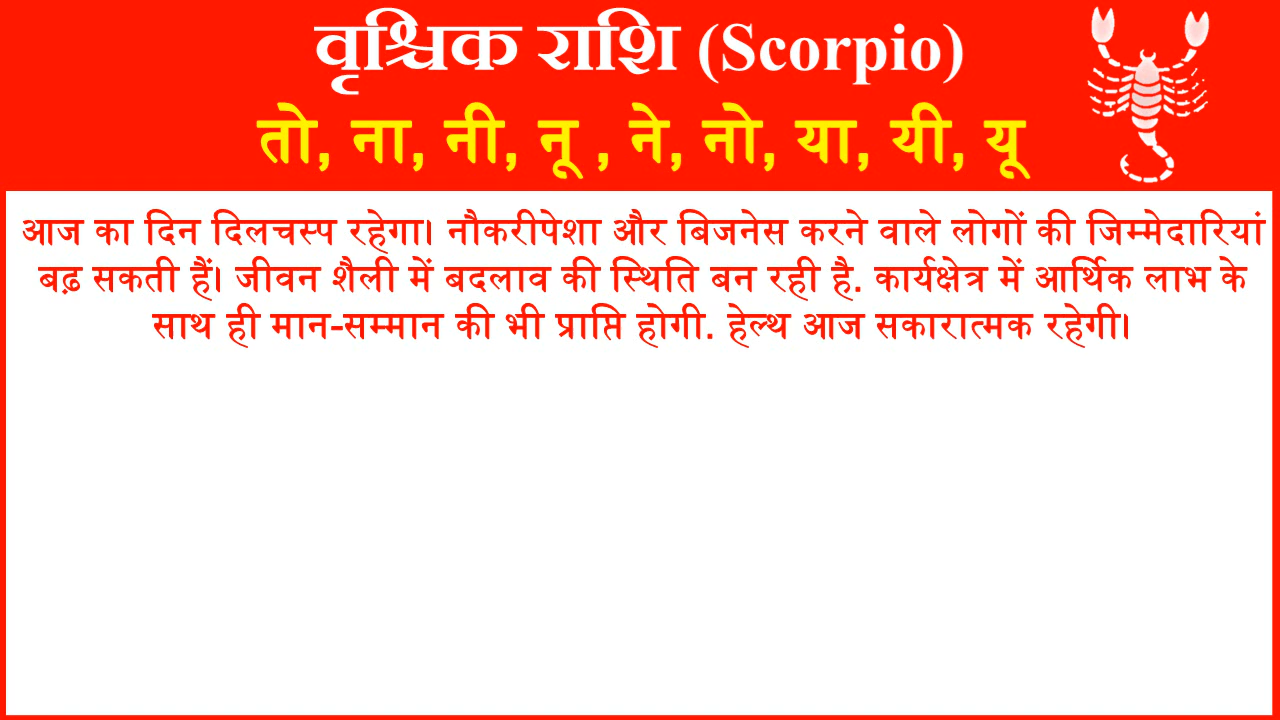 वृश्चिक राशि (Scorpio)
तो, ना, नी, नू , ने, नो, या, यी, यू
आज का दिन दिलचस्प रहेगा। नौकरीपेशा और बिजनेस करने वाले लोगों की जिम्मेदारियां
बढ़ सकती हैं। जीवन शैली में बदलाव की स्थिति बन रही है. कार्यक्षेत्र में आर्थिक लाभ के
साथ ही मान-सम्मान की भी प्राप्ति होगी. हेल्थ आज सकारात्मक रहेगी।